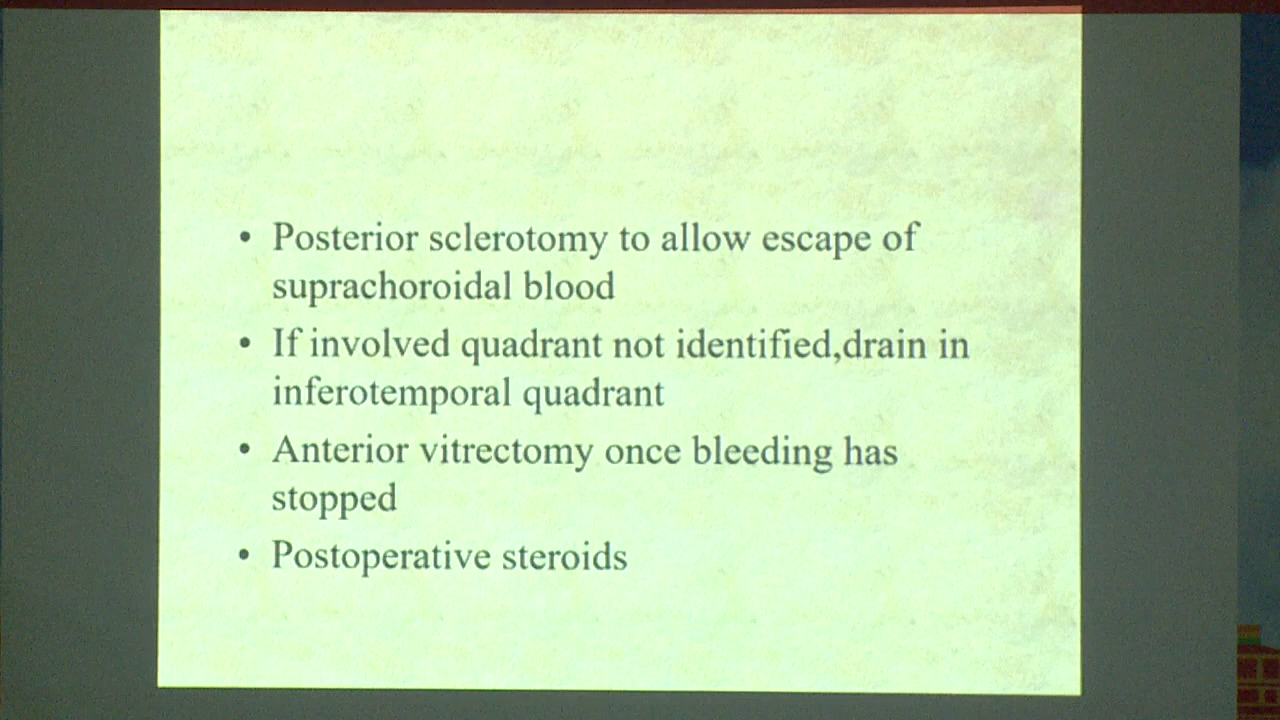 • Posterior sclerotomy to allow escape of
suprachoroidal blood
• If involved quadrant not identified,drain in
inferotemporal quadrant
• Anterior vitrectomy once bleeding has
stopped
• Postoperative steroids